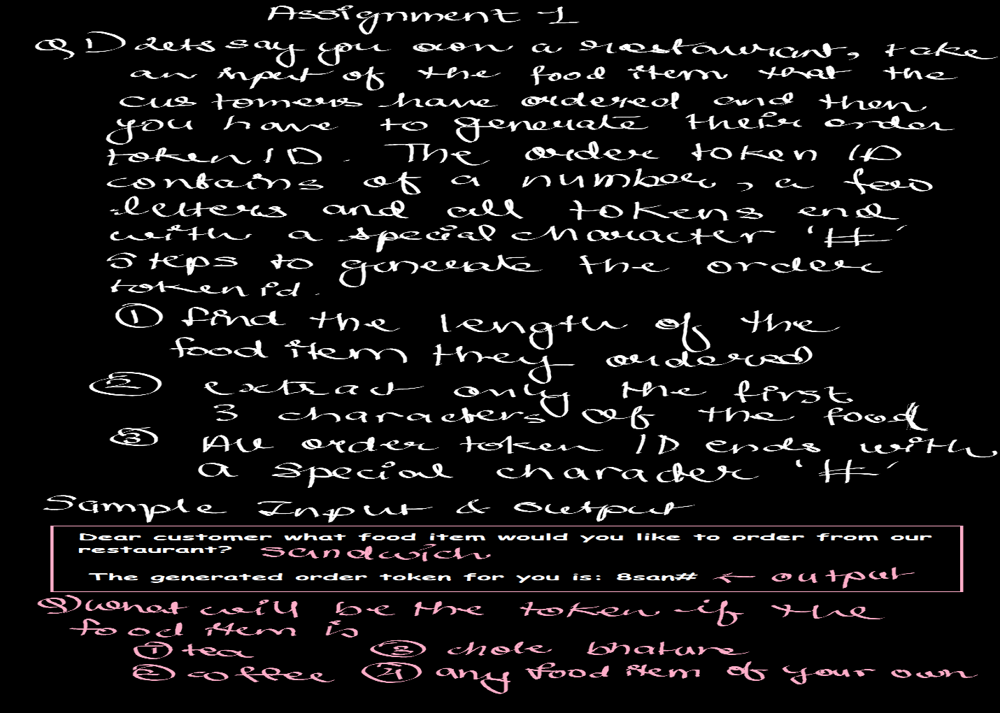 Assignment - 1
Q1) Lets say you own a restaurant, take
an input of the food item that the
customers have ordered and then
you have to generate their order
token ID. The order token ID
contains of a number, a few
letters and all tokens end
with a special character '#'
Steps to generate the order
token id.
① find the length of the
food item they ordered
② extract only the first
3 characters of the food
③ All order token ID ends with
a special character '#'
Sample Input & Output
Dear customer what food item would you like to order from our
restaurant? Sandwich
The generated order token for you is: 8san# ← output
Q) what will be the token if the
food item is
① tea ③ chole bhature
② coffee ④ any food item of your own